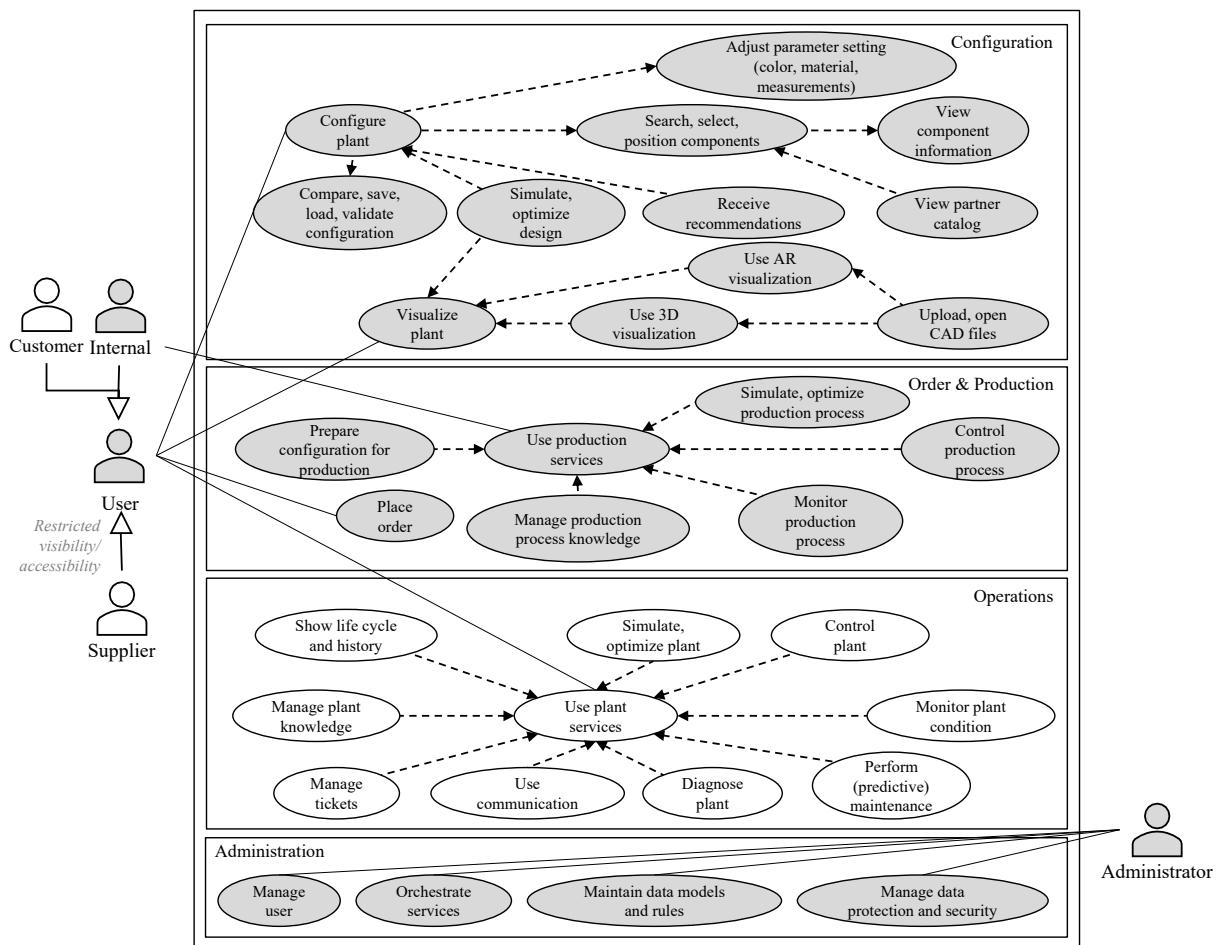 Configuration
Adjust parameter setting
(color, material,
measurements)
Configure
plant
Search, select,
position components
View
component
information
Compare, save,
load, validate
configuration
Simulate,
optimize
design
Receive
recommendations
View partner
catalog
Use AR
visualization
Visualize
plant
Use 3D
visualization
Upload, open
CAD files
Customer
Internal
User
Restricted
visibility/
accessibility
Supplier
Order & Production
Simulate, optimize
production process
Prepare
configuration for
production
Use production
services
Control
production
process
Place
order
Manage production
process knowledge
Monitor
production
process
Operations
Show life cycle
and history
Simulate,
optimize plant
Control
plant
Manage plant
knowledge
Use plant
services
Monitor plant
condition
Manage
tickets
Use
communication
Diagnose
plant
Perform
(predictive)
maintenance
Administration
Manage
user
Orchestrate
services
Maintain data models
and rules
Manage data
protection and security
Administrator